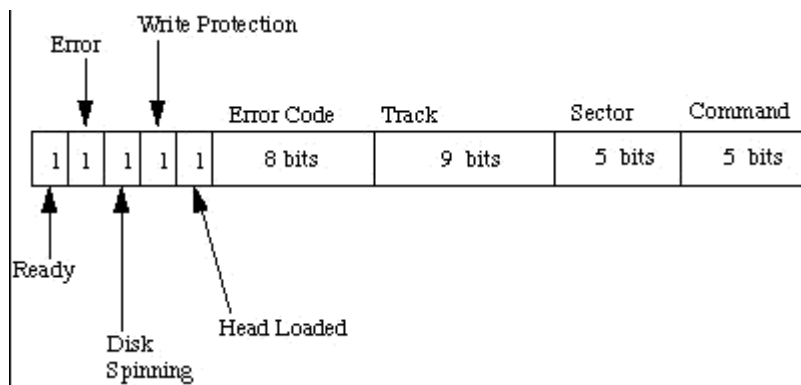 Write Protection
Error
Error Code Track Sector Command
1 1 1 1 1 8 bits 9 bits 5 bits 5 bits
Ready
Head Loaded
Disk
Spinning